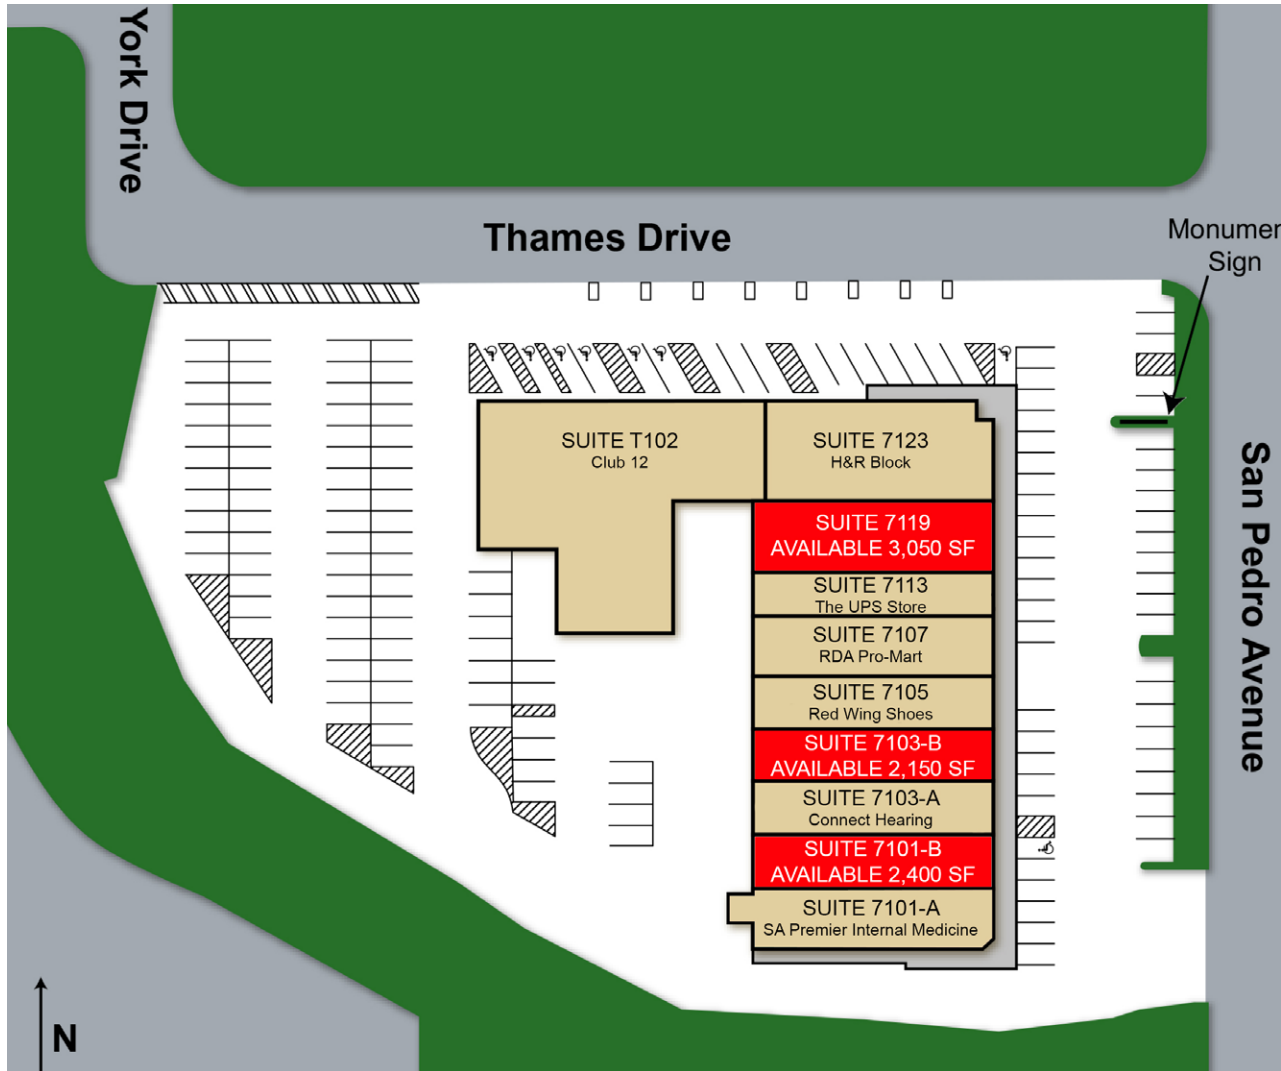 York Drive
Thames Drive
Monumen
Sign
San Pedro Avenue
SUITE T102
Club 12
SUITE 7123
H&R Block
SUITE 7119
AVAILABLE 3,050 SF
SUITE 7113
The UPS Store
SUITE 7107
RDA Pro-Mart
SUITE 7105
Red Wing Shoes
SUITE 7103-B
AVAILABLE 2,150 SF
SUITE 7103-A
Connect Hearing
SUITE 7101-B
AVAILABLE 2,400 SF
SUITE 7101-A
SA Premier Internal Medicine
N